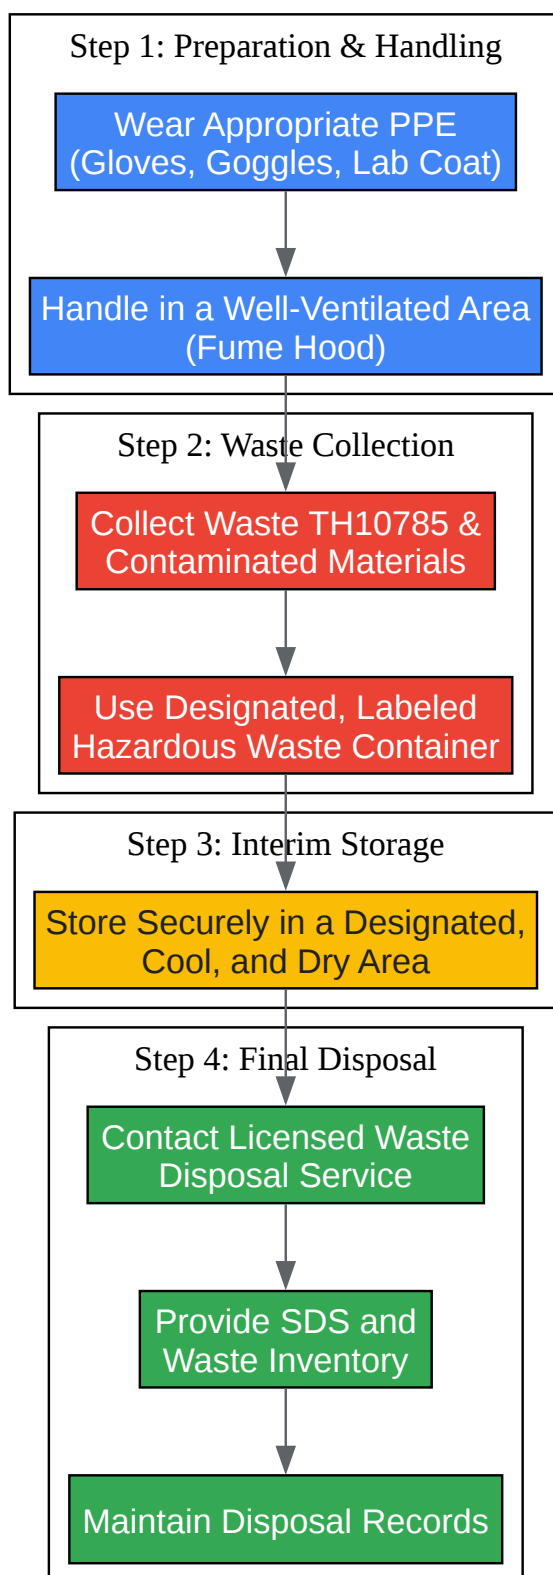 Step 1: Preparation & Handling
Wear Appropriate PPE
(Gloves, Goggles, Lab Coat)
Handle in a Well-Ventilated Area
(Fume Hood)
Step 2: Waste Collection
Collect Waste TH10785 &
Contaminated Materials
Use Designated, Labeled
Hazardous Waste Container
Step 3: Interim Storage
Store Securely in a Designated,
Cool, and Dry Area
Step 4: Final Disposal
Contact Licensed Waste
Disposal Service
Provide SDS and
Waste Inventory
Maintain Disposal Records